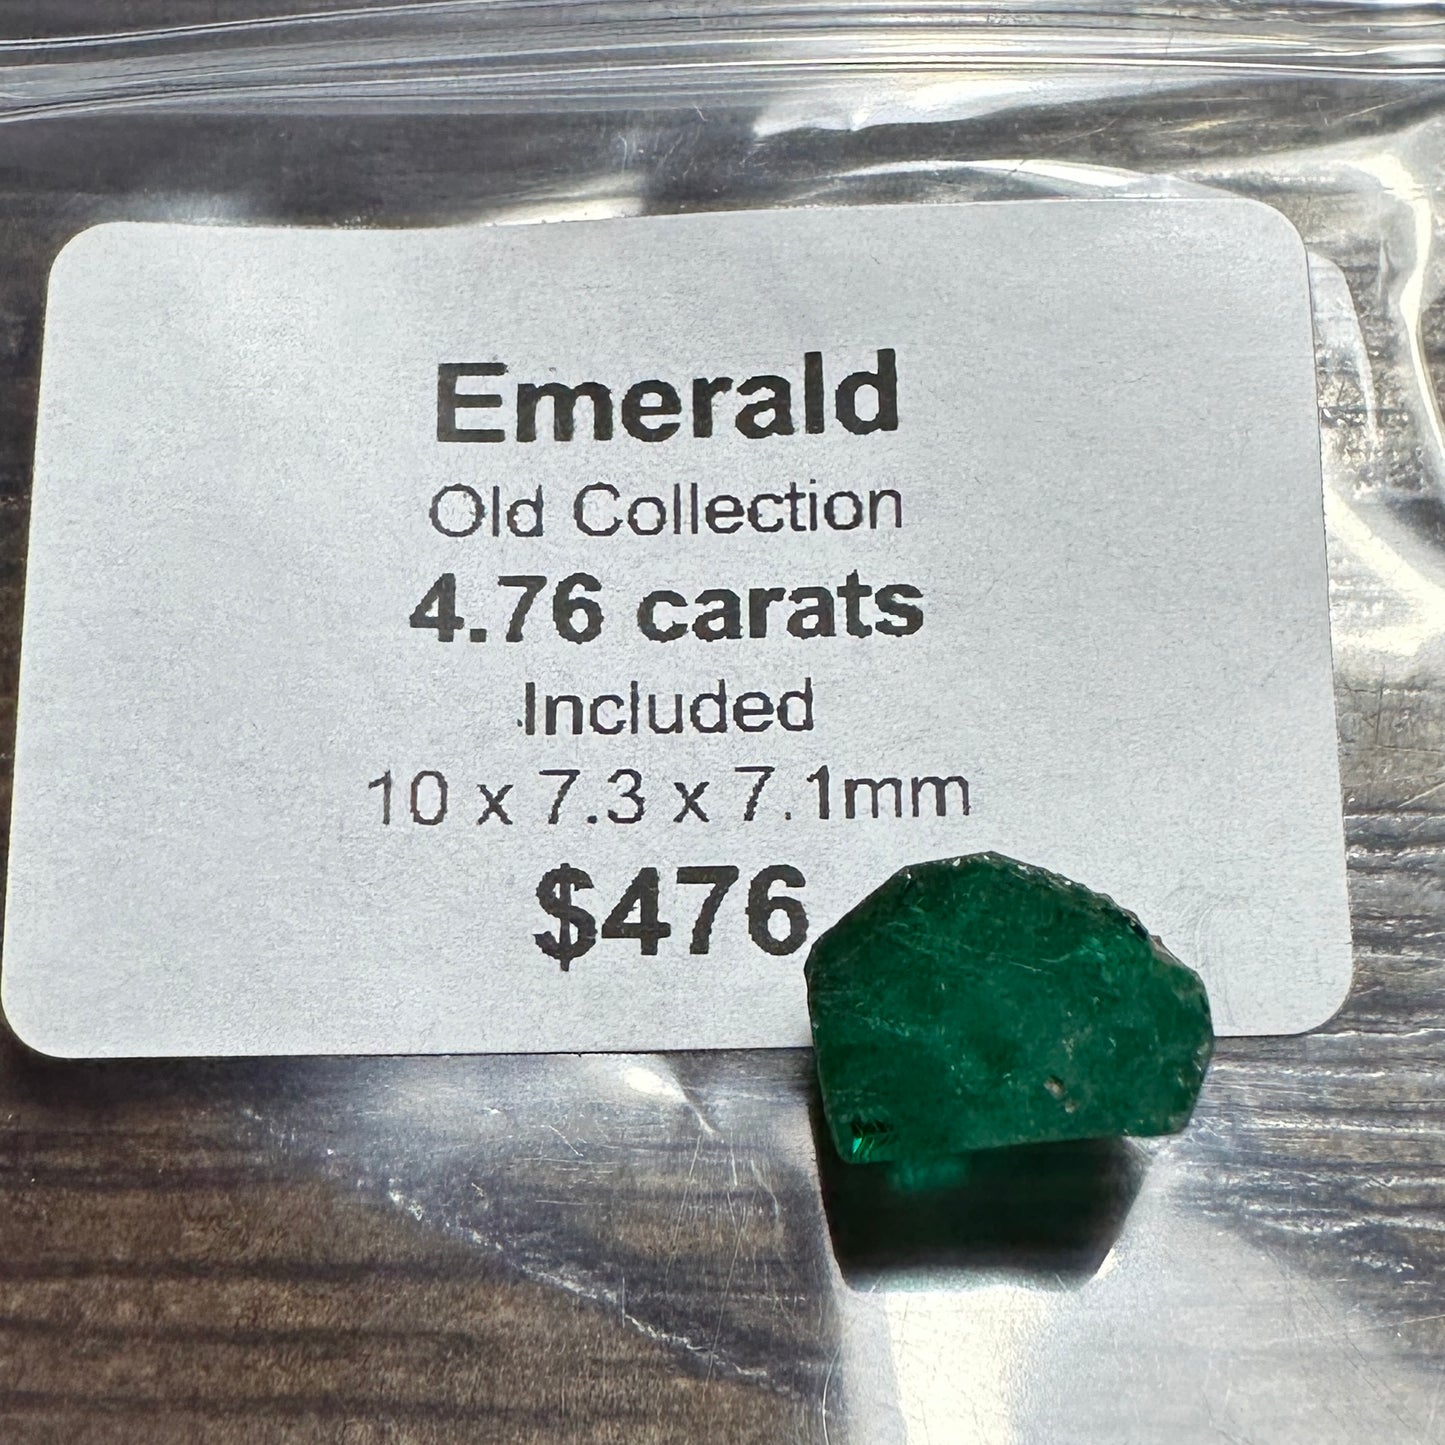 Emerald
Old Collection
4.76 carats
Included
10 x 7.3 x 7.1mm
$476